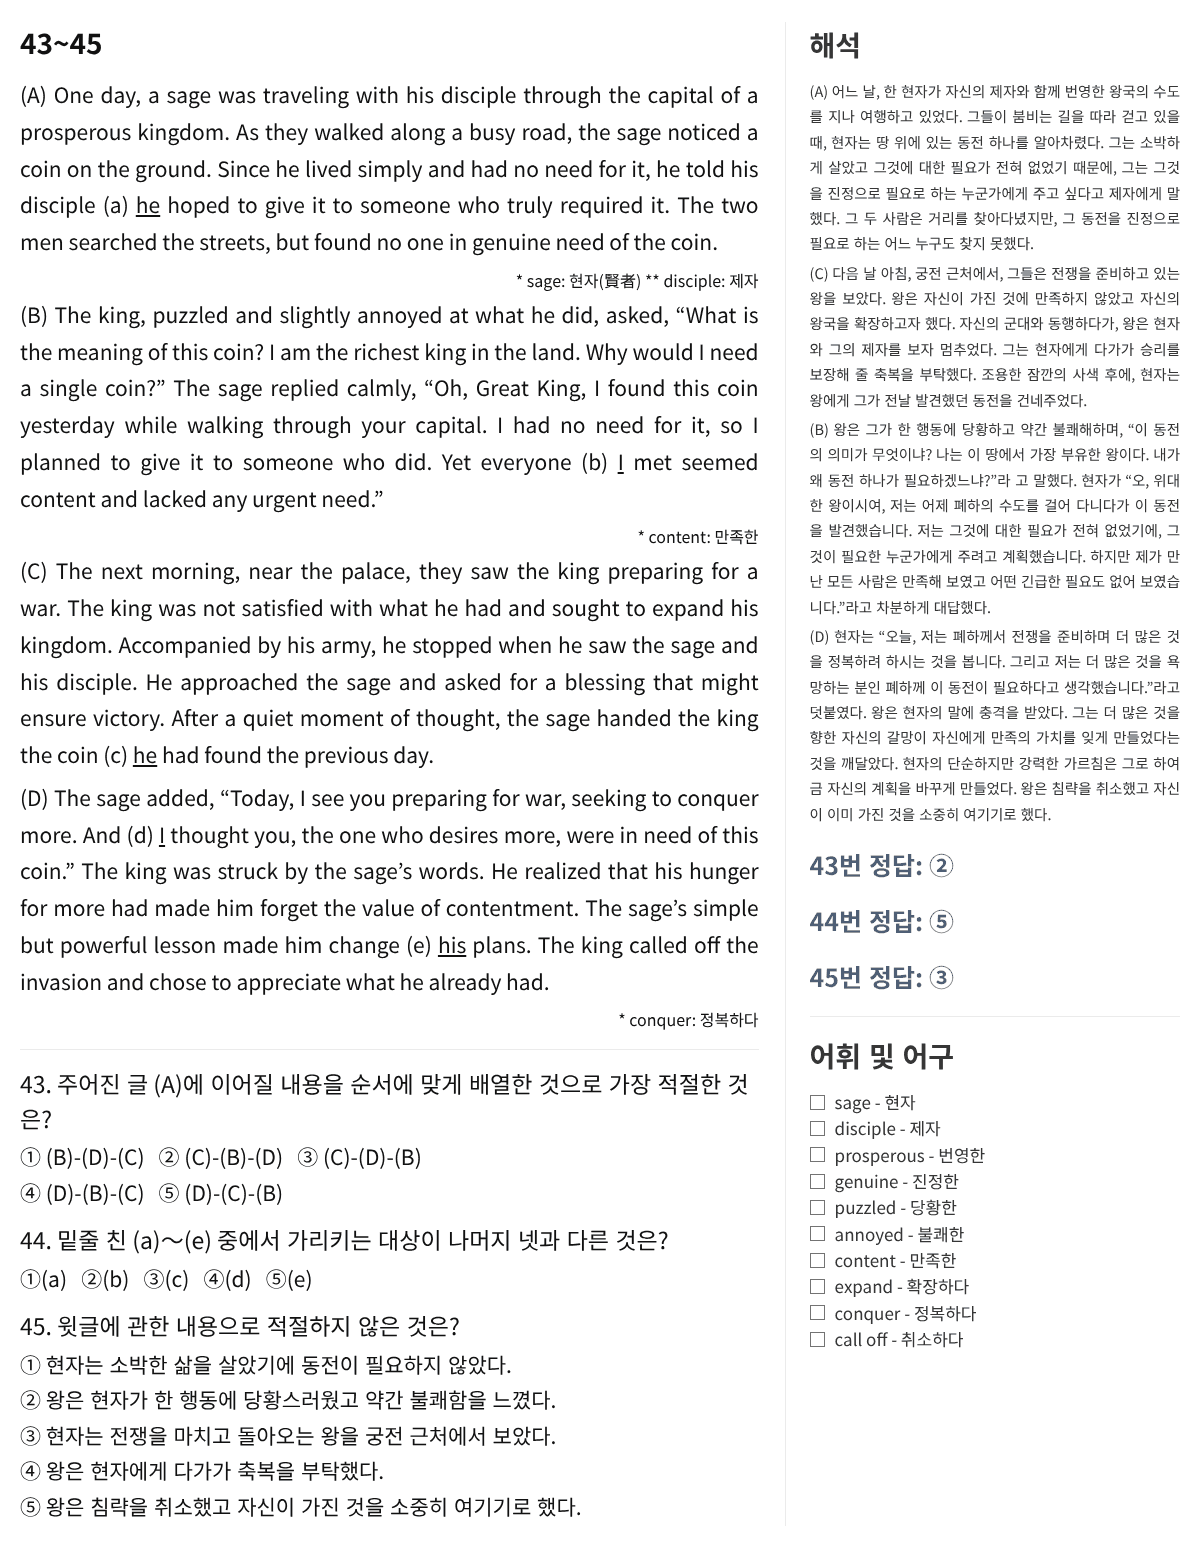 43~45
(A) One day, a sage was traveling with his disciple through the capital of a
prosperous kingdom. As they walked along a busy road, the sage noticed a
coin on the ground. Since he lived simply and had no need for it, he told his
disciple (a) he hoped to give it to someone who truly required it. The two
men searched the streets, but found no one in genuine need of the coin.
* sage: 현자(賢者) ** disciple: 제자
(B) The king, puzzled and slightly annoyed at what he did, asked, “What is
the meaning of this coin? I am the richest king in the land. Why would I need
a single coin?” The sage replied calmly, “Oh, Great King, I found this coin
yesterday while walking through your capital. I had no need for it, so I
planned to give it to someone who did. Yet everyone (b) I met seemed
content and lacked any urgent need.”
* content: 만족한
(C) The next morning, near the palace, they saw the king preparing for a
war. The king was not satisfied with what he had and sought to expand his
kingdom. Accompanied by his army, he stopped when he saw the sage and
his disciple. He approached the sage and asked for a blessing that might
ensure victory. After a quiet moment of thought, the sage handed the king
the coin (c) he had found the previous day.
(D) The sage added, “Today, I see you preparing for war, seeking to conquer
more. And (d) I thought you, the one who desires more, were in need of this
coin.” The king was struck by the sage’s words. He realized that his hunger
for more had made him forget the value of contentment. The sage’s simple
but powerful lesson made him change (e) his plans. The king called off the
invasion and chose to appreciate what he already had.
* conquer: 정복하다
43. 주어진 글 (A)에 이어질 내용을 순서에 맞게 배열한 것으로 가장 적절한 것
은?
① (B)-(D)-(C) ② (C)-(B)-(D) ③ (C)-(D)-(B)
④ (D)-(B)-(C) ⑤ (D)-(C)-(B)
44. 밑줄 친 (a)～(e) 중에서 가리키는 대상이 나머지 넷과 다른 것은?
①(a) ②(b) ③(c) ④(d) ⑤(e)
45. 윗글에 관한 내용으로 적절하지 않은 것은?
① 현자는 소박한 삶을 살았기에 동전이 필요하지 않았다.
② 왕은 현자가 한 행동에 당황스러웠고 약간 불쾌함을 느꼈다.
③ 현자는 전쟁을 마치고 돌아오는 왕을 궁전 근처에서 보았다.
④ 왕은 현자에게 다가가 축복을 부탁했다.
⑤ 왕은 침략을 취소했고 자신이 가진 것을 소중히 여기기로 했다.
해석
(A) 어느 날, 한 현자가 자신의 제자와 함께 번영한 왕국의 수도
를 지나 여행하고 있었다. 그들이 붐비는 길을 따라 걷고 있을
때, 현자는 땅 위에 있는 동전 하나를 알아차렸다. 그는 소박하
게 살았고 그것에 대한 필요가 전혀 없었기 때문에, 그는 그것
을 진정으로 필요로 하는 누군가에게 주고 싶다고 제자에게 말
했다. 그 두 사람은 거리를 찾아다녔지만, 그 동전을 진정으로
필요로 하는 어느 누구도 찾지 못했다.
(C) 다음 날 아침, 궁전 근처에서, 그들은 전쟁을 준비하고 있는
왕을 보았다. 왕은 자신이 가진 것에 만족하지 않았고 자신의
왕국을 확장하고자 했다. 자신의 군대와 동행하다가, 왕은 현자
와 그의 제자를 보자 멈추었다. 그는 현자에게 다가가 승리를
보장해 줄 축복을 부탁했다. 조용한 잠깐의 사색 후에, 현자는
왕에게 그가 전날 발견했던 동전을 건네주었다.
(B) 왕은 그가 한 행동에 당황하고 약간 불쾌해하며, “이 동전
의 의미가 무엇이냐? 나는 이 땅에서 가장 부유한 왕이다. 내가
왜 동전 하나가 필요하겠느냐?”라 고 말했다. 현자가 “오, 위대
한 왕이시여, 저는 어제 폐하의 수도를 걸어 다니다가 이 동전
을 발견했습니다. 저는 그것에 대한 필요가 전혀 없었기에, 그
것이 필요한 누군가에게 주려고 계획했습니다. 하지만 제가 만
난 모든 사람은 만족해 보였고 어떤 긴급한 필요도 없어 보였습
니다.”라고 차분하게 대답했다.
(D) 현자는 “오늘, 저는 폐하께서 전쟁을 준비하며 더 많은 것
을 정복하려 하시는 것을 봅니다. 그리고 저는 더 많은 것을 욕
망하는 분인 폐하께 이 동전이 필요하다고 생각했습니다.”라고
덧붙였다. 왕은 현자의 말에 충격을 받았다. 그는 더 많은 것을
향한 자신의 갈망이 자신에게 만족의 가치를 잊게 만들었다는
것을 깨달았다. 현자의 단순하지만 강력한 가르침은 그로 하여
금 자신의 계획을 바꾸게 만들었다. 왕은 침략을 취소했고 자신
이 이미 가진 것을 소중히 여기기로 했다.
43번 정답: ②
44번 정답: ⑤
45번 정답: ③
어휘 및 어구
sage - 현자
disciple - 제자
prosperous - 번영한
genuine - 진정한
puzzled - 당황한
annoyed - 불쾌한
content - 만족한
expand - 확장하다
conquer - 정복하다
call off - 취소하다